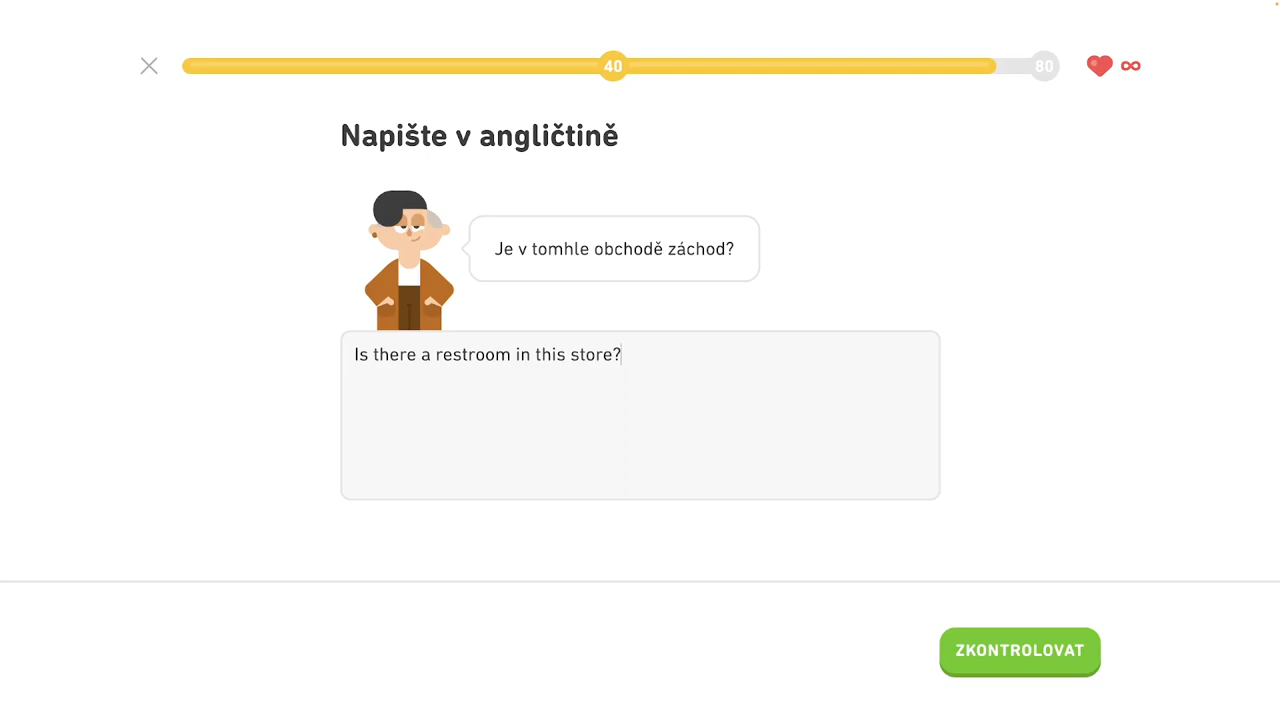 40
80
∞
Napište v angličtině
Je v tomhle obchodě záchod?
Is there a restroom in this store?
ZKONTROLOVAT